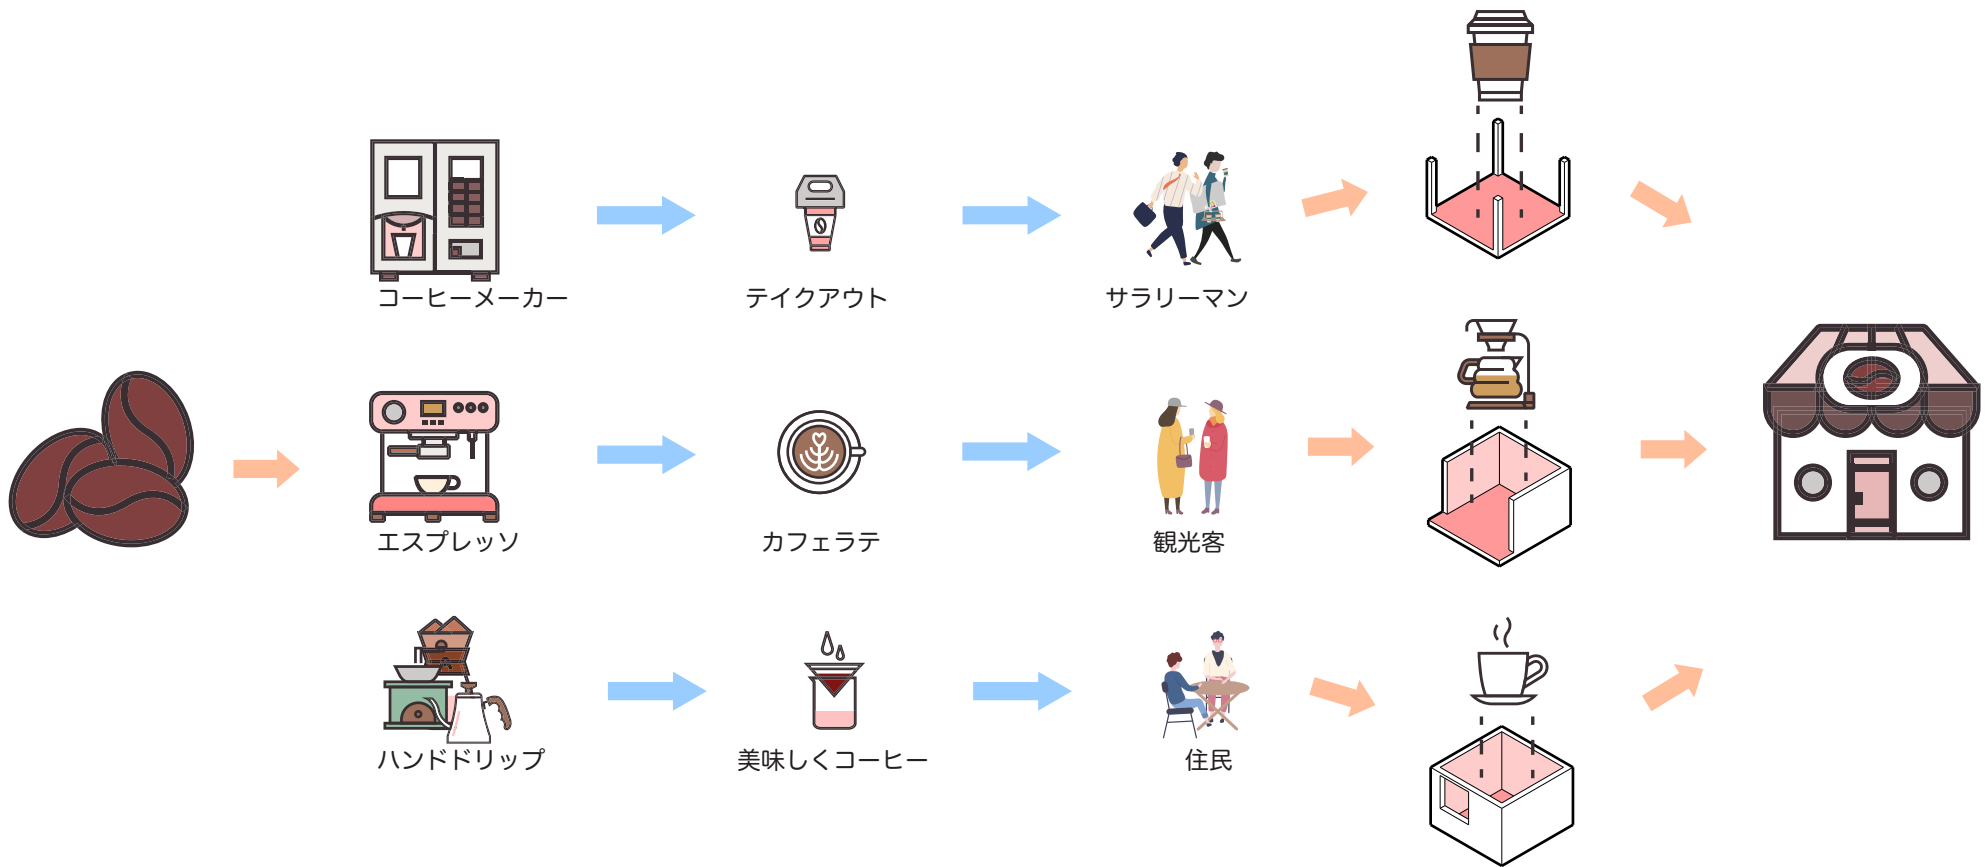 コーヒーメーカー
テイクアウト
サラリーマン
エスプレッソ
カフェラテ
観光客
ハンドドリップ
美味しくコーヒー
住民